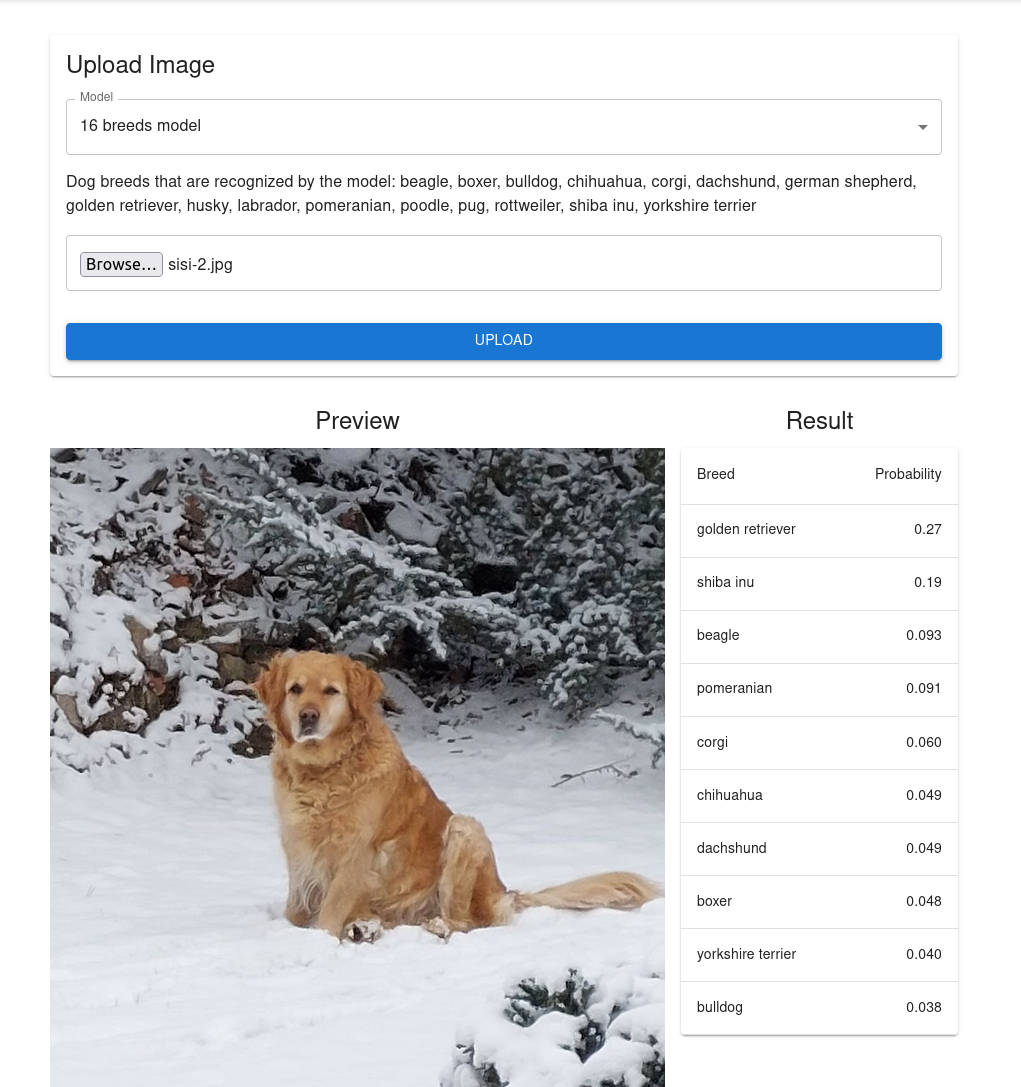 Upload Image
Model
16 breeds model
Dog breeds that are recognized by the model: beagle, boxer, bulldog, chihuahua, corgi, dachshund, german shepherd,
golden retriever, husky, labrador, pomeranian, poodle, pug, rottweiler, shiba inu, yorkshire terrier
Browse... sisi-2.jpg
UPLOAD
Preview
Result
Breed Probability
golden retriever 0.27
shiba inu 0.19
beagle 0.093
pomeranian 0.091
corgi 0.060
chihuahua 0.049
dachshund 0.049
boxer 0.048
yorkshire terrier 0.040
bulldog 0.038